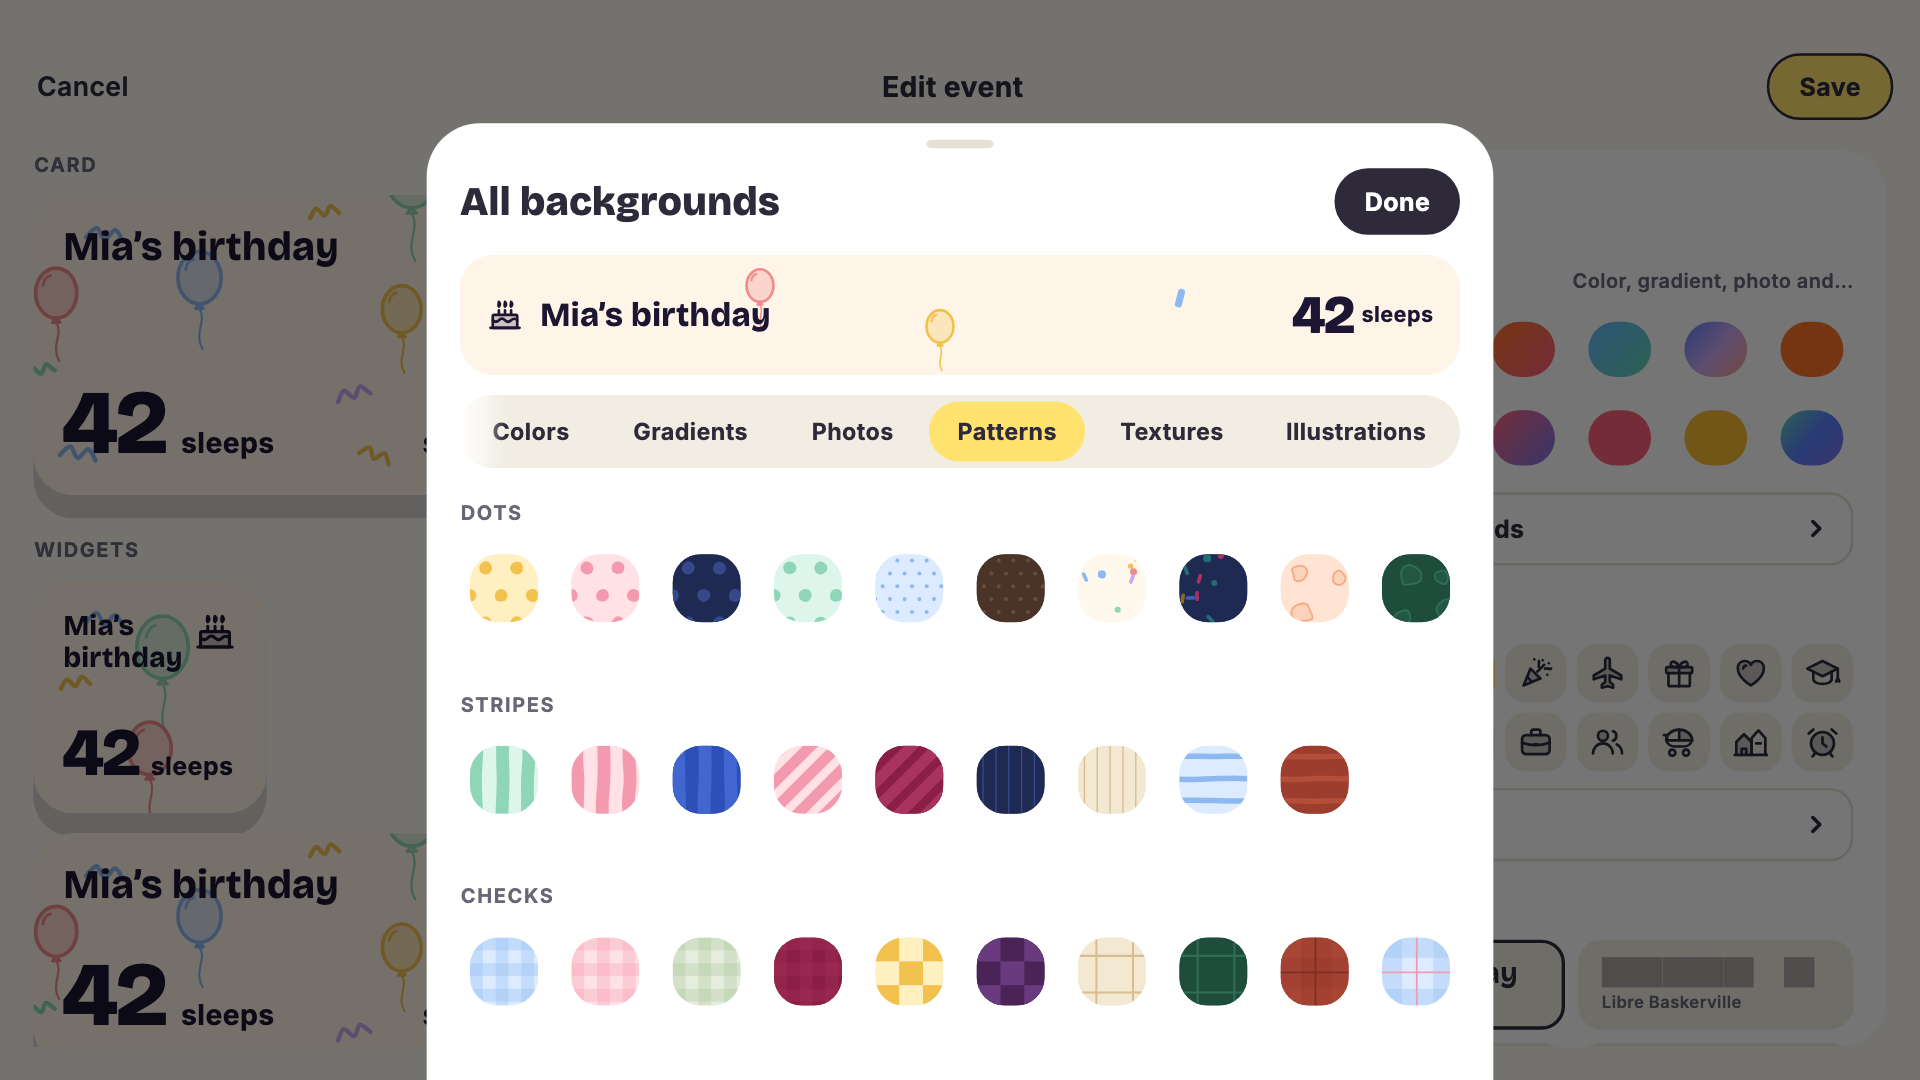 Cancel
Edit event
Save
CARD
Mia's birthday
42 sleeps
WIDGETS
Mia's
birthday
42 sleeps
Mia's birthday
42 sleeps
All backgrounds
Done
Mia's birthday
42 sleeps
Colors
Gradients
Photos
Patterns
Textures
Illustrations
DOTS
STRIPES
CHECKS
Color, gradient, photo and...
Libre Baskerville